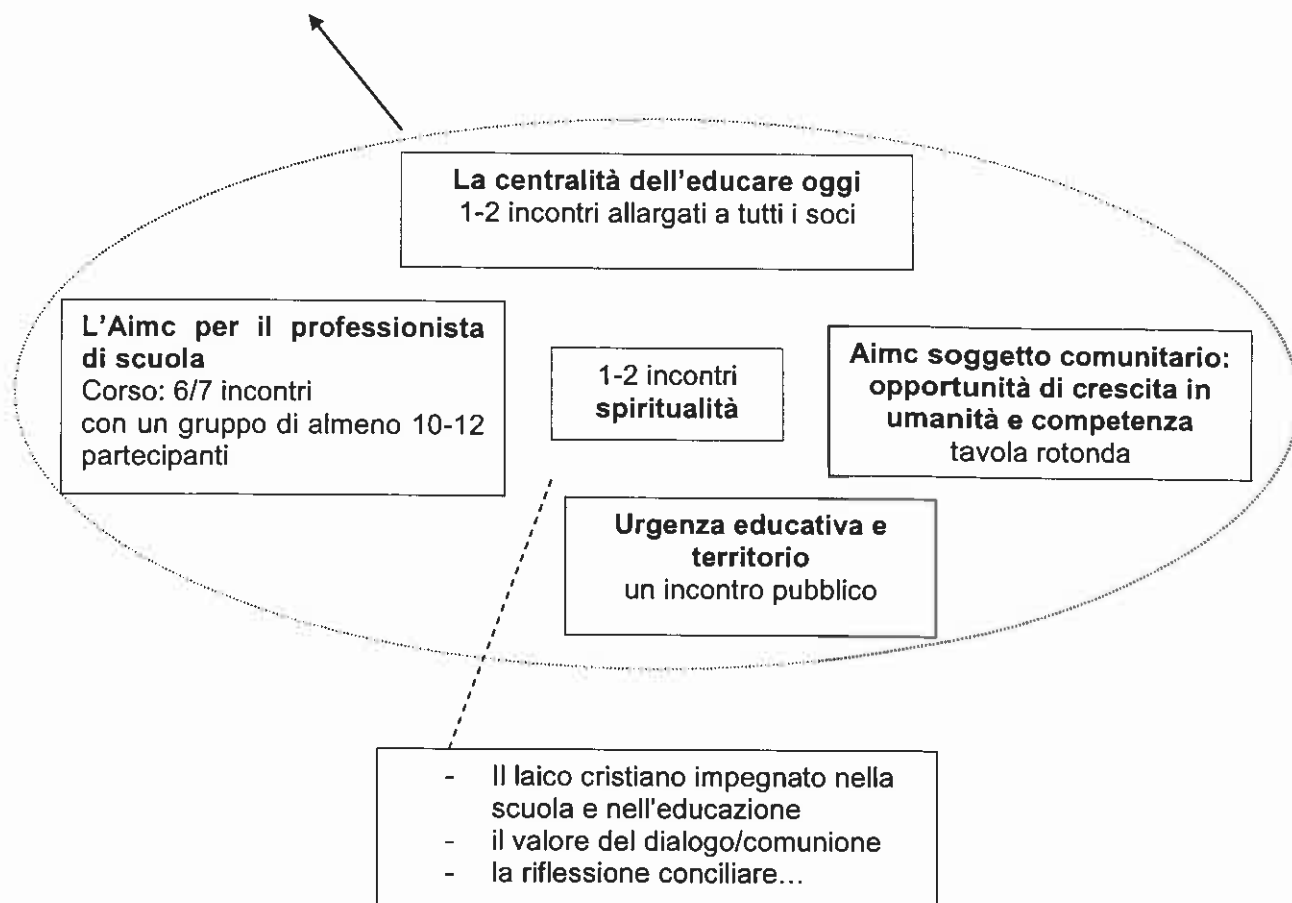 La centralità dell'educare oggi
1-2 incontri allargati a tutti i soci
L'Aimc per il professionista
di scuola
Corso: 6/7 incontri
con un gruppo di almeno 10-12
partecipanti
1-2 incontri
spiritualità
Aimc soggetto comunitario:
opportunità di crescita in
umanità e competenza
tavola rotonda
Urgenza educativa e
territorio
un incontro pubblico
- Il laico cristiano impegnato nella
scuola e nell'educazione
- il valore del dialogo/comunione
- la riflessione conciliare...